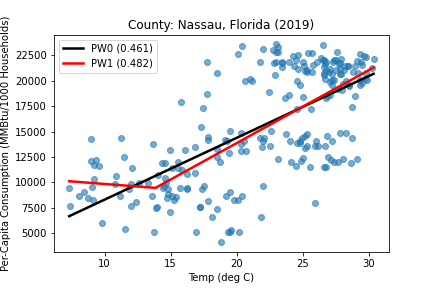 County: Nassau, Florida (2019)
PW0 (0.461)
PW1 (0.482)
Per-Capita Consumption (MMBtu/1000 Households)
22500
20000
17500
15000
12500
10000
7500
5000
10 15 20 25 30
Temp (deg C)